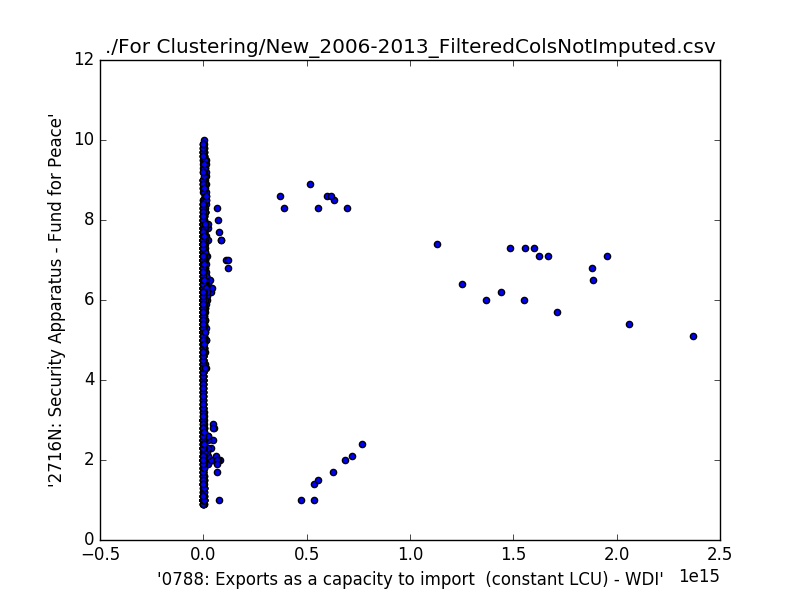 ./For Clustering/New_2006-2013_FilteredColsNotImputed.csv
12
10
8
6
4
2
0
'2716N: Security Apparatus - Fund for Peace'
−0.5 0.0 0.5 1.0 1.5 2.0 2.5
1e15
'0788: Exports as a capacity to import  (constant LCU) - WDI'